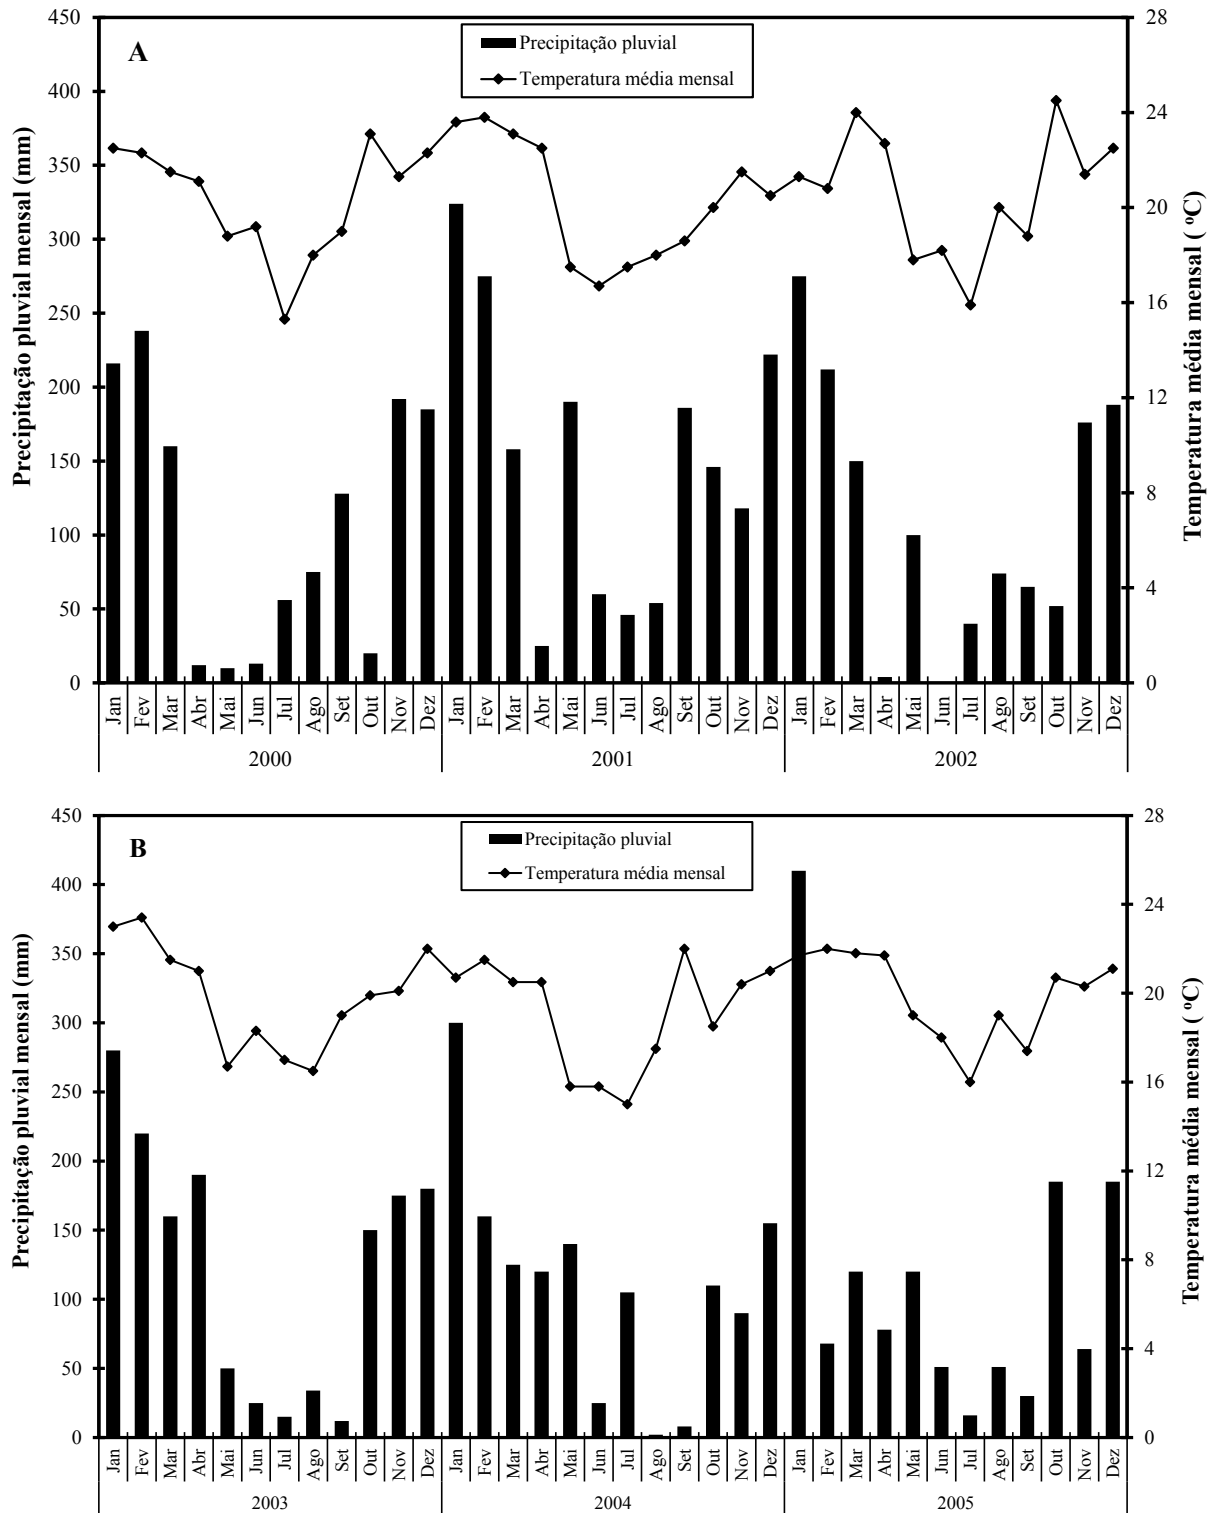 A
Precipitação pluvial
Temperatura média mensal
Precipitação pluvial mensal (mm)
450
400
350
300
250
200
150
100
50
0
28
24
20
16
12
8
4
0
Temperatura média mensal ( ºC)
Jan Fev Mar Abr Mai Jun Jul Ago Set Out Nov Dez Jan Fev Mar Abr Mai Jun Jul Ago Set Out Nov Dez Jan Fev Mar Abr Mai Jun Jul Ago Set Out Nov Dez
2000 2001 2002
B
Precipitação pluvial
Temperatura média mensal
Precipitação pluvial mensal (mm)
450
400
350
300
250
200
150
100
50
0
28
24
20
16
12
8
4
0
Temperatura média mensal ( ºC)
Jan Fev Mar Abr Mai Jun Jul Ago Set Out Nov Dez Jan Fev Mar Abr Mai Jun Jul Ago Set Out Nov Dez Jan Fev Mar Abr Mai Jun Jul Ago Set Out Nov Dez
2003 2004 2005